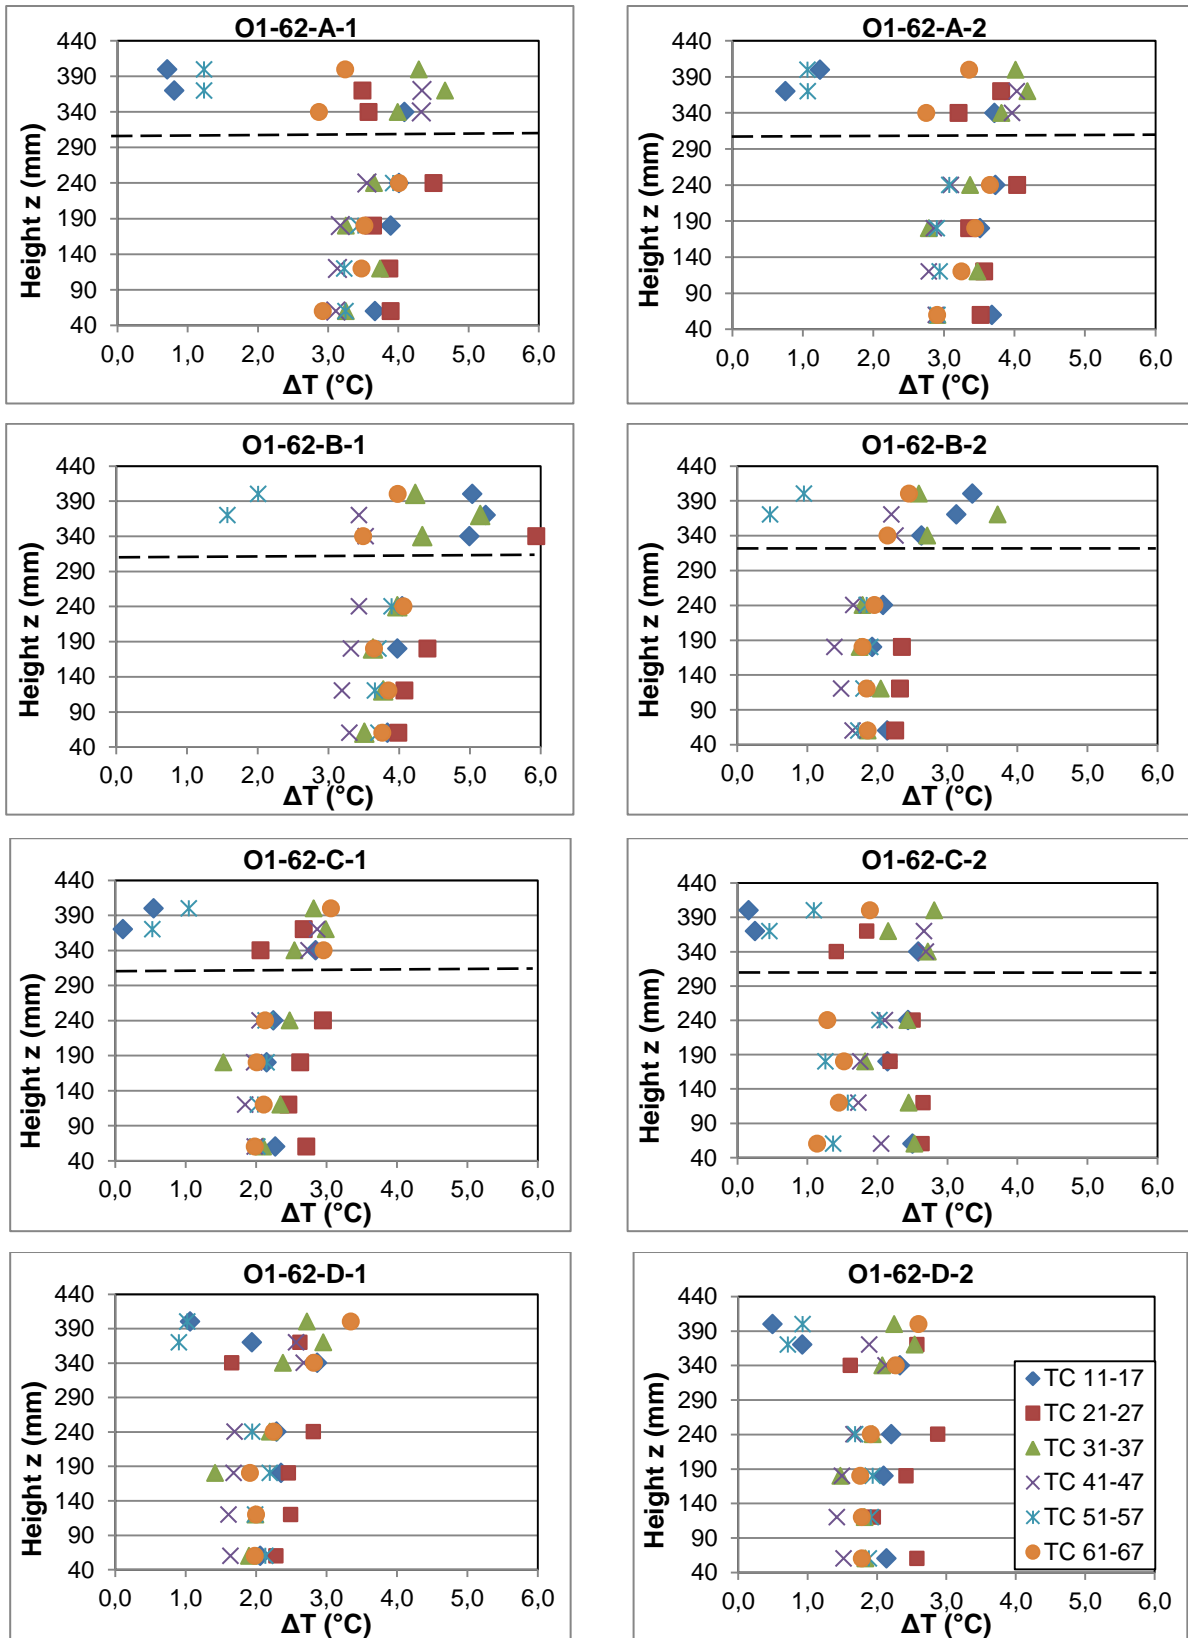 O1-62-A-1
Height z (mm)
440
390
340
290
240
190
140
90
40
0,0 1,0 2,0 3,0 4,0 5,0 6,0
ΔT (°C)
O1-62-A-2
Height z (mm)
440
390
340
290
240
190
140
90
40
0,0 1,0 2,0 3,0 4,0 5,0 6,0
ΔT (°C)
O1-62-B-1
Height z (mm)
440
390
340
290
240
190
140
90
40
0,0 1,0 2,0 3,0 4,0 5,0 6,0
ΔT (°C)
O1-62-B-2
Height z (mm)
440
390
340
290
240
190
140
90
40
0,0 1,0 2,0 3,0 4,0 5,0 6,0
ΔT (°C)
O1-62-C-1
Height z (mm)
440
390
340
290
240
190
140
90
40
0,0 1,0 2,0 3,0 4,0 5,0 6,0
ΔT (°C)
O1-62-C-2
Height z (mm)
440
390
340
290
240
190
140
90
40
0,0 1,0 2,0 3,0 4,0 5,0 6,0
ΔT (°C)
O1-62-D-1
Height z (mm)
440
390
340
290
240
190
140
90
40
0,0 1,0 2,0 3,0 4,0 5,0 6,0
ΔT (°C)
O1-62-D-2
Height z (mm)
440
390
340
290
240
190
140
90
40
0,0 1,0 2,0 3,0 4,0 5,0 6,0
ΔT (°C)
TC 11-17
TC 21-27
TC 31-37
TC 41-47
TC 51-57
TC 61-67